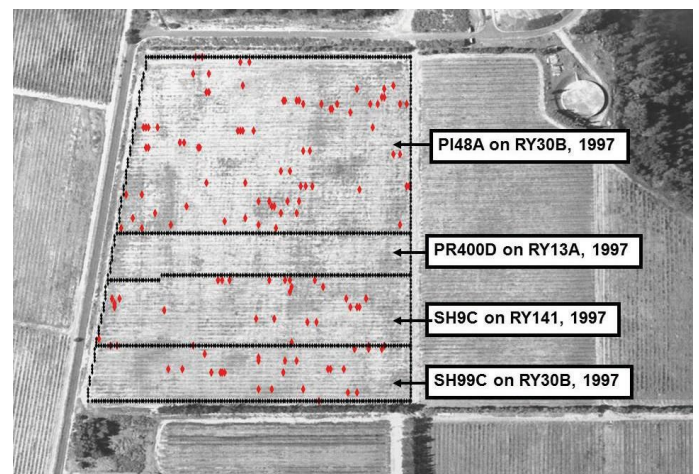 PI48A on RY30B, 1997
PR400D on RY13A, 1997
SH9C on RY141, 1997
SH99C on RY30B, 1997